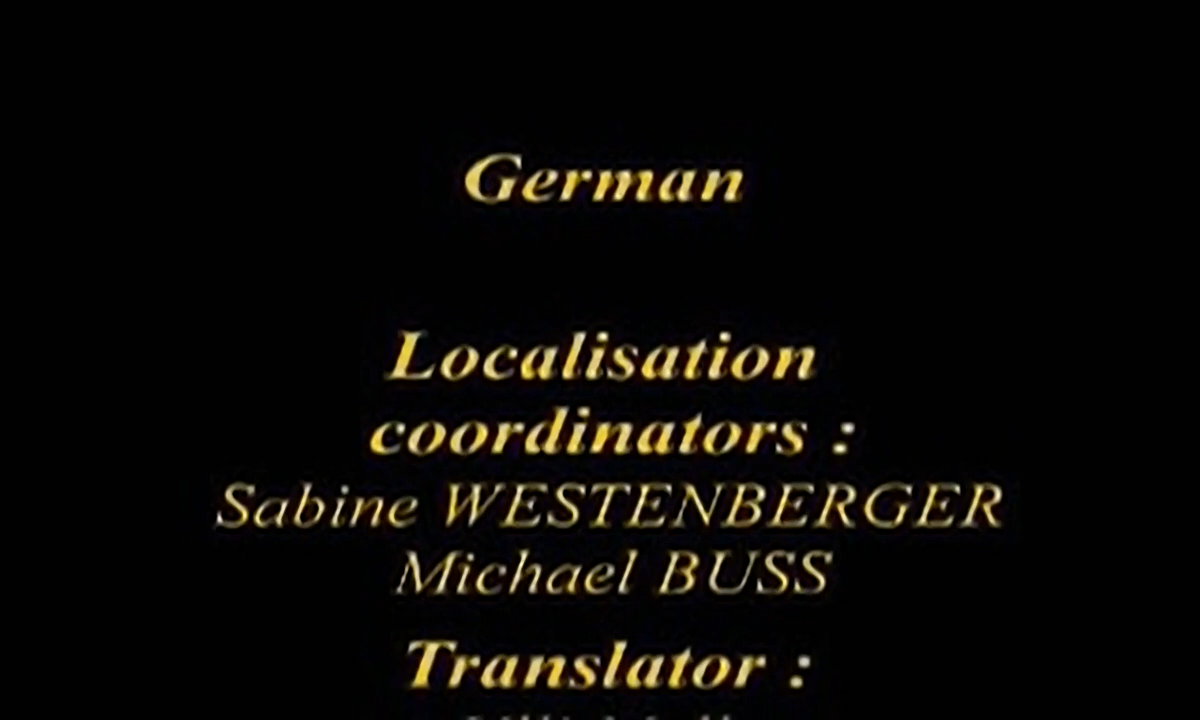 German
Localisation
coordinators :
Sabine WESTENBERGER
Michael BUSS
Translator :